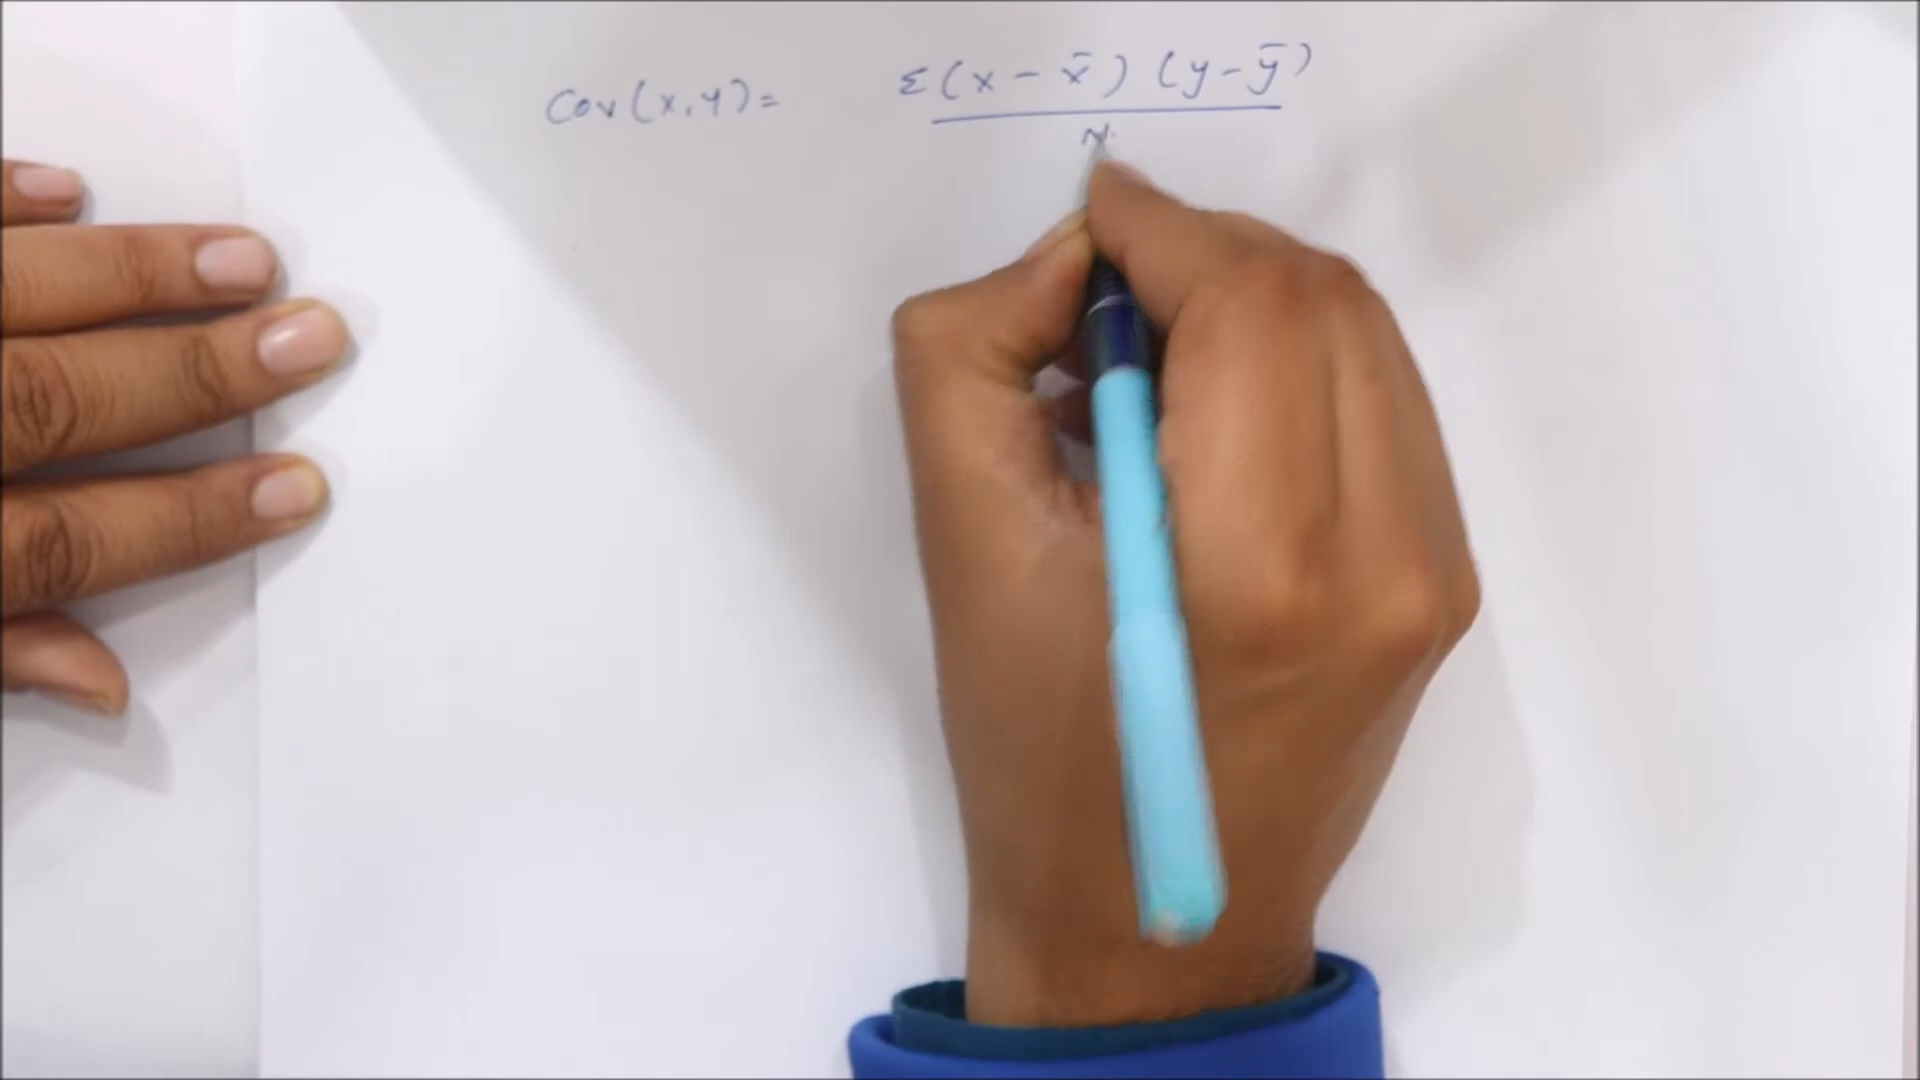 Cov(x,y) = Σ(x - x̄) (y - ȳ)
N